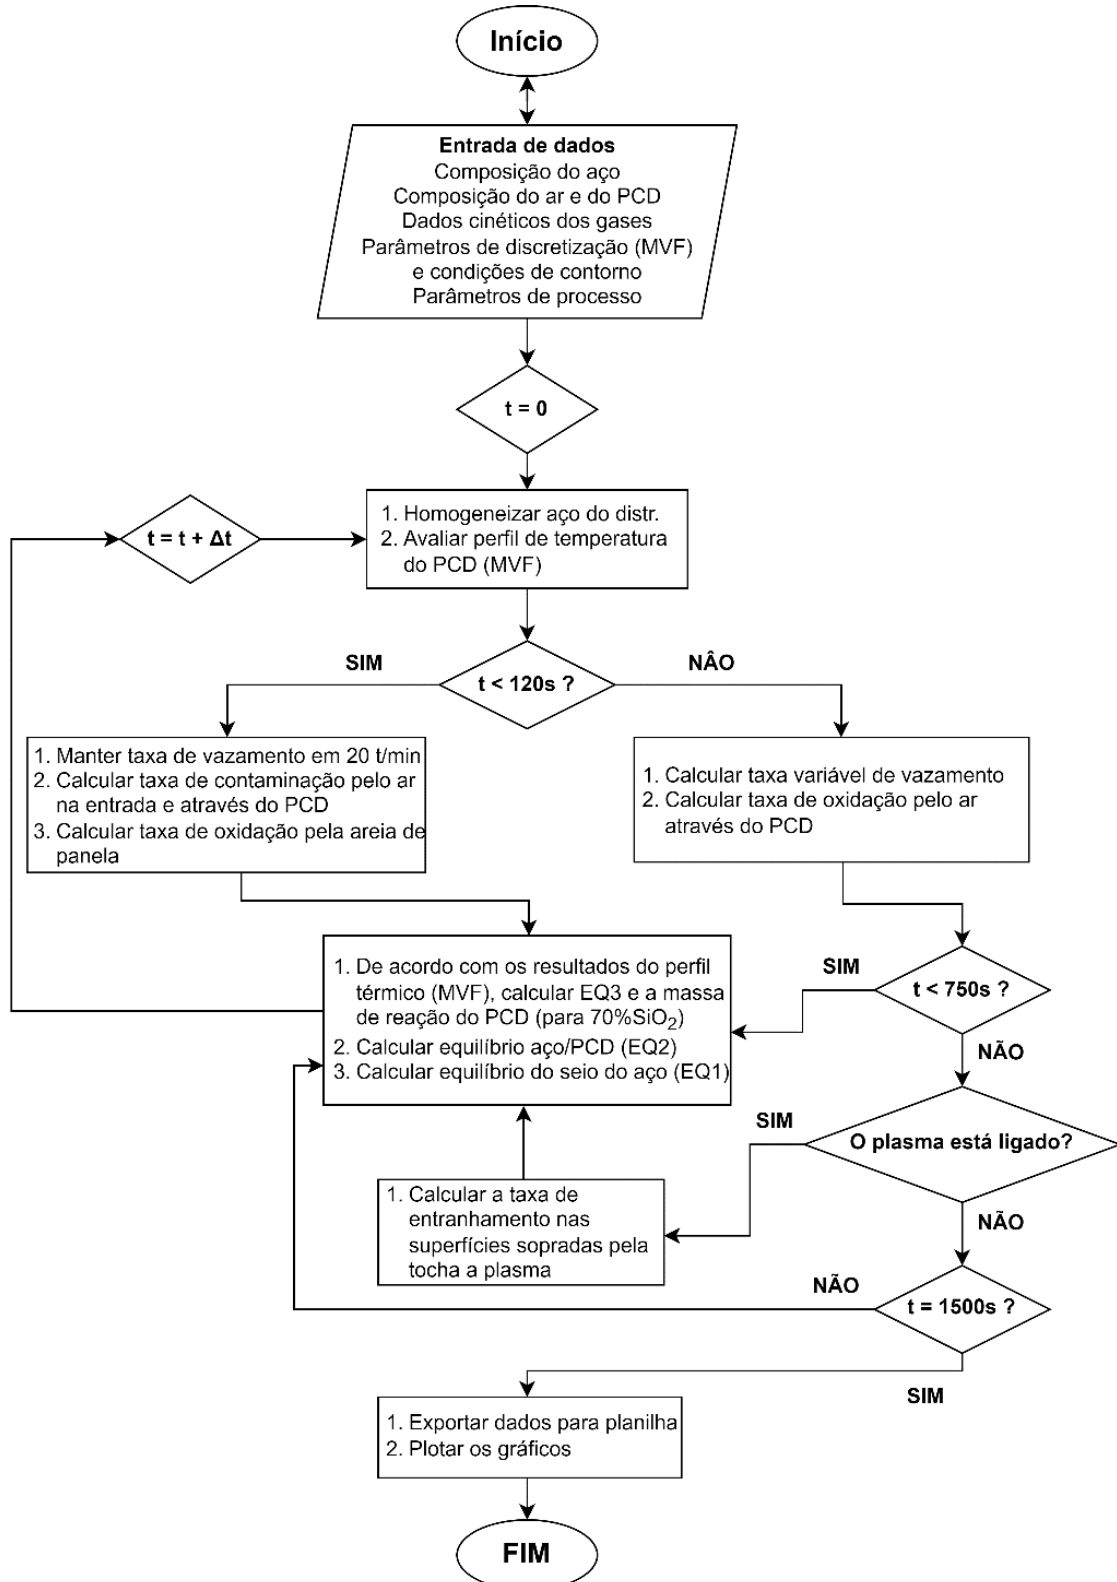 Início
Entrada de dados
Composição do aço
Composição do ar e do PCD
Dados cinéticos dos gases
Parâmetros de discretização (MVF)
e condições de contorno
Parâmetros de processo
t = 0
t = t + Δt
1. Homogeneizar aço do distr.
2. Avaliar perfil de temperatura
do PCD (MVF)
SIM
t < 120s ?
NÂO
1. Manter taxa de vazamento em 20 t/min
2. Calcular taxa de contaminação pelo ar
na entrada e através do PCD
3. Calcular taxa de oxidação pela areia de
panela
1. Calcular taxa variável de vazamento
2. Calcular taxa de oxidação pelo ar
através do PCD
1. De acordo com os resultados do perfil
térmico (MVF), calcular EQ3 e a massa
de reação do PCD (para 70%SiO₂)
2. Calcular equilíbrio aço/PCD (EQ2)
3. Calcular equilíbrio do seio do aço (EQ1)
SIM
t < 750s ?
NÃO
SIM
O plasma está ligado?
NÃO
1. Calcular a taxa de
entranhamento nas
superfícies sopradas pela
tocha a plasma
NÃO
t = 1500s ?
SIM
1. Exportar dados para planilha
2. Plotar os gráficos
FIM